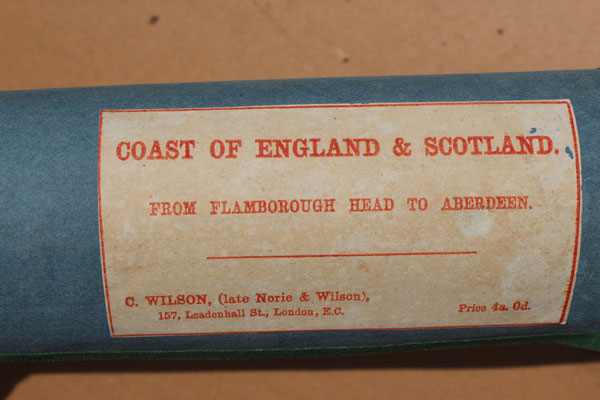 COAST OF ENGLAND & SCOTLAND.
FROM FLAMBOROUGH HEAD TO ABERDEEN.
C. WILSON, (late Norie & Wilson),
157, Leadenhall St., London, E.C.
Price 4s. 0d.